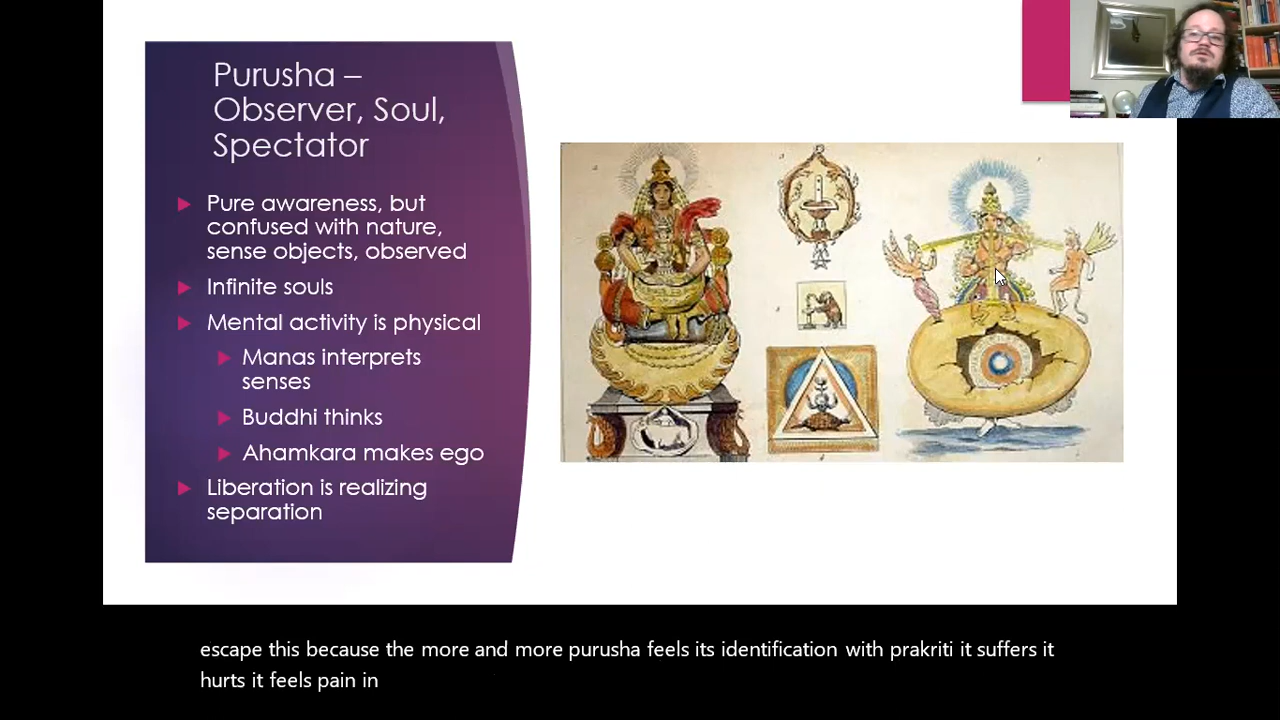 Purusha –
Observer, Soul,
Spectator
Pure awareness, but
confused with nature,
sense objects, observed
Infinite souls
Mental activity is physical
Manas interprets
senses
Buddhi thinks
Ahamkara makes ego
Liberation is realizing
separation
escape this because the more and more purusha feels its identification with prakriti it suffers it
hurts it feels pain in